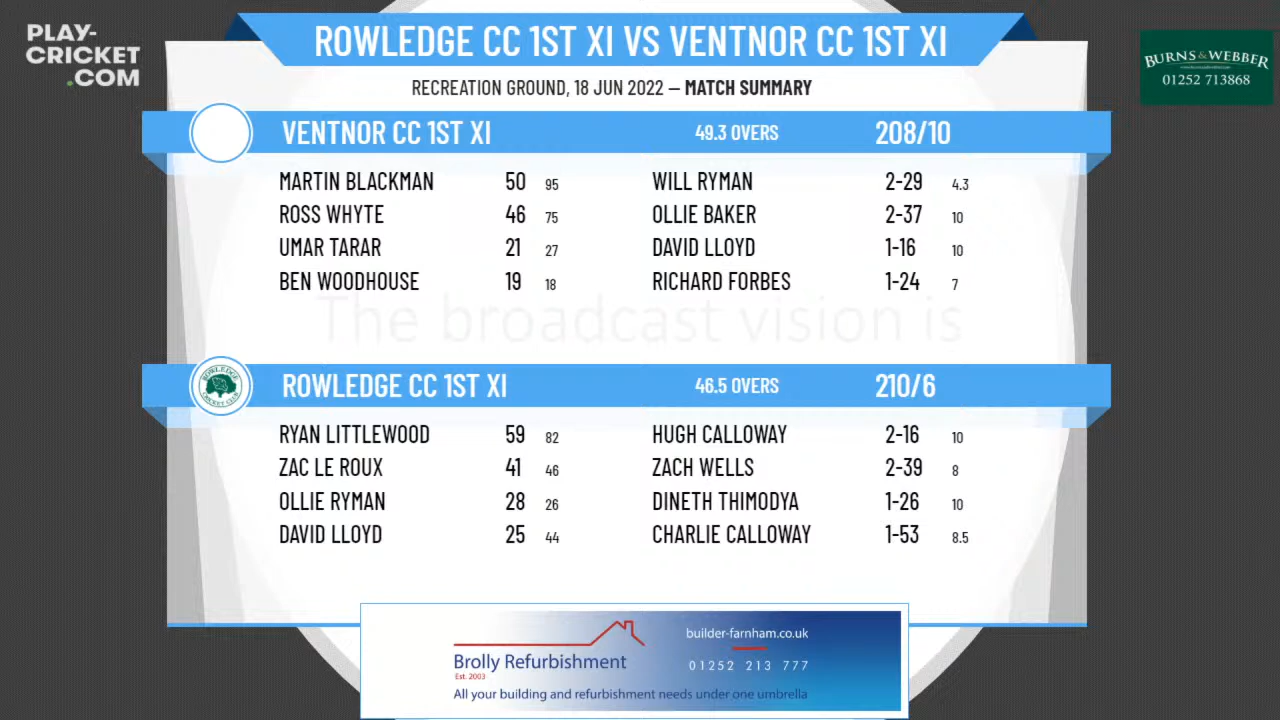 PLAY-
CRICKET
.COM
ROWLEDGE CC 1ST XI VS VENTNOR CC 1ST XI
BURNS & WEBBER
01252 713868
RECREATION GROUND, 18 JUN 2022 – MATCH SUMMARY
VENTNOR CC 1ST XI 49.3 OVERS 208/10
MARTIN BLACKMAN 50 95 WILL RYMAN 2-29 4.3
ROSS WHYTE 46 75 OLLIE BAKER 2-37 10
UMAR TARAR 21 27 DAVID LLOYD 1-16 10
BEN WOODHOUSE 19 18 RICHARD FORBES 1-24 7
The broadcast vision is
ROWLEDGE CC 1ST XI 46.5 OVERS 210/6
RYAN LITTLEWOOD 59 82 HUGH CALLOWAY 2-16 10
ZAC LE ROUX 41 46 ZACH WELLS 2-39 8
OLLIE RYMAN 28 26 DINETH THIMODYA 1-26 10
DAVID LLOYD 25 44 CHARLIE CALLOWAY 1-53 8.5
builder-farnham.co.uk
Brolly Refurbishment 01252 213 777
Est. 2003
All your building and refurbishment needs under one umbrella